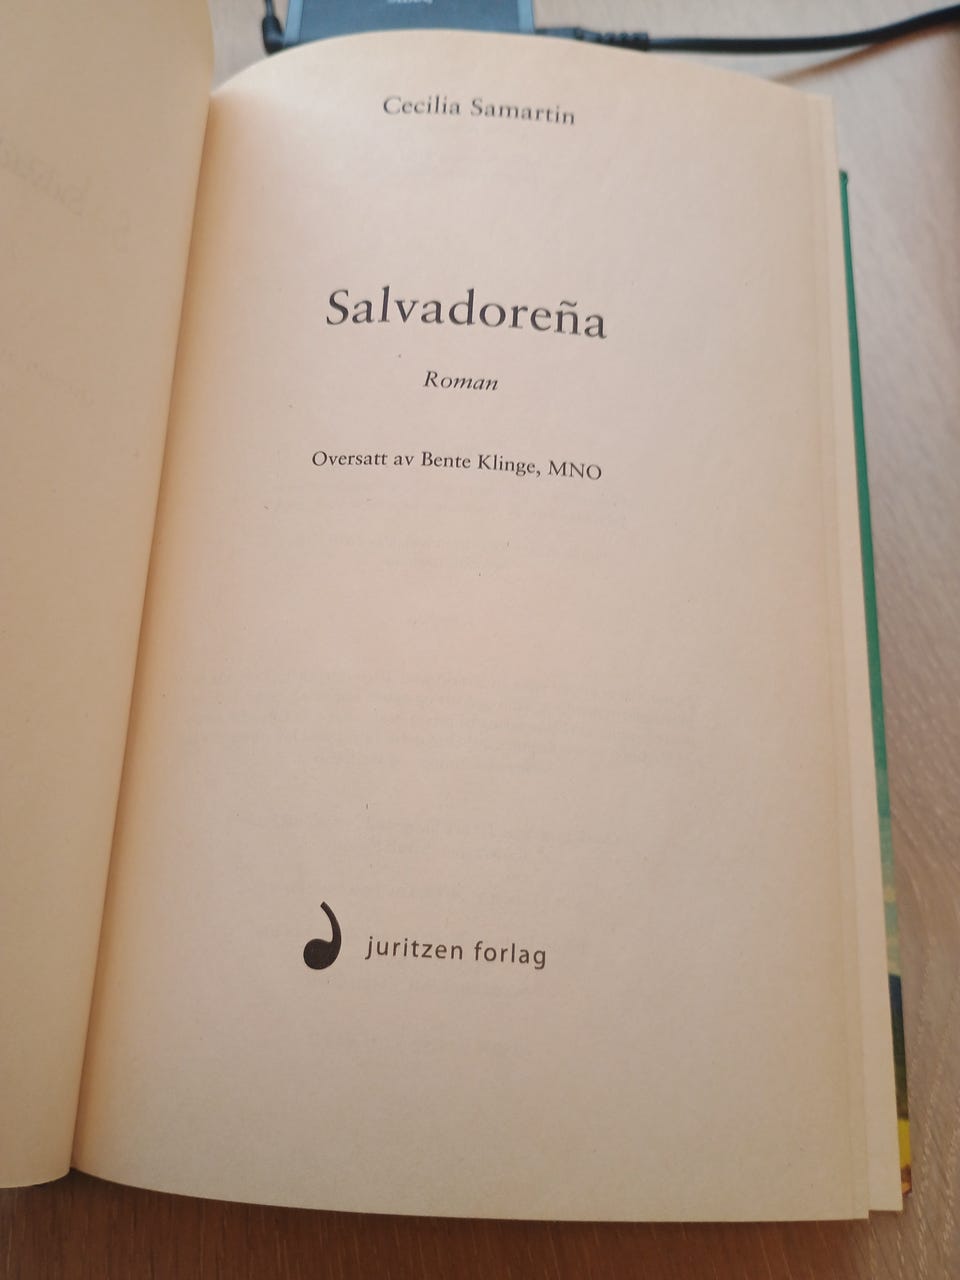 Cecilia Samartin
Salvadoreña
Roman
Oversatt av Bente Klinge, MNO
juritzen forlag